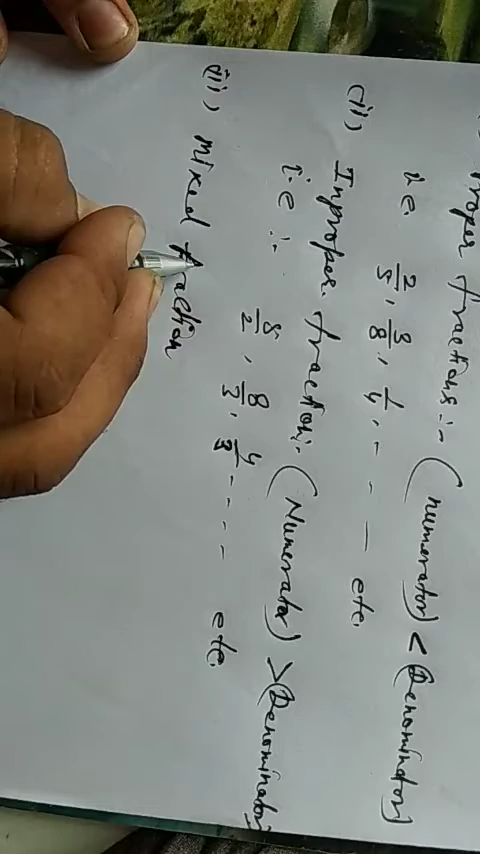 Proper fractions :- (numerator) < (Denominator)
i.e. 2/5, 3/8, 1/4, - - - etc.
(ii) Inproper. fraction:- (Numerator) > (Denominator)
i.e :- 5/2, 8/3, 4/3 - - - - etc.
(iii) Mixed fraction